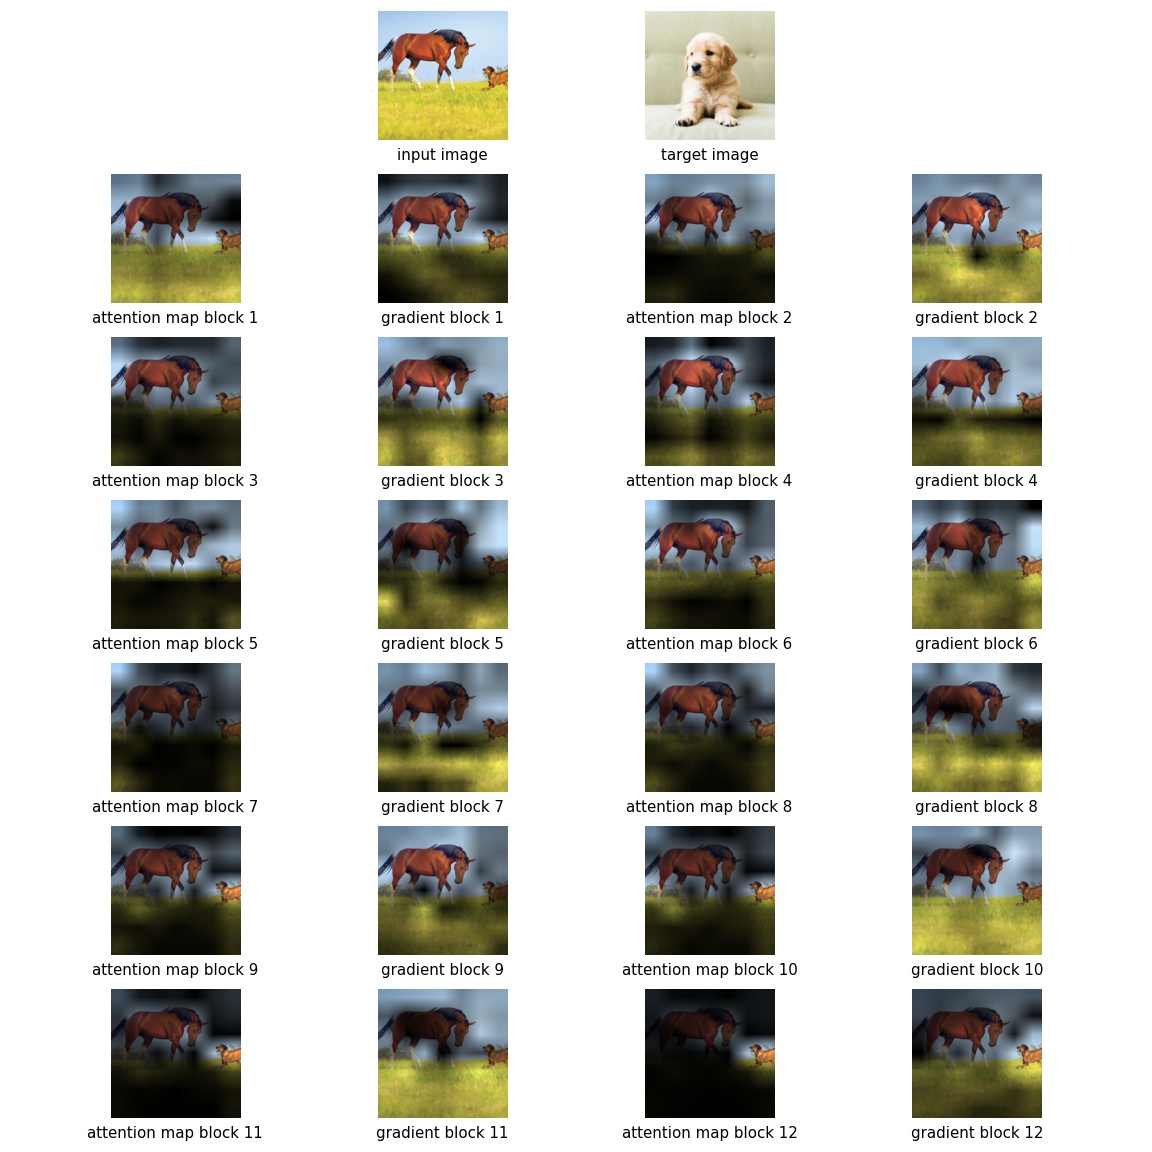 input image
target image
attention map block 1
gradient block 1
attention map block 2
gradient block 2
attention map block 3
gradient block 3
attention map block 4
gradient block 4
attention map block 5
gradient block 5
attention map block 6
gradient block 6
attention map block 7
gradient block 7
attention map block 8
gradient block 8
attention map block 9
gradient block 9
attention map block 10
gradient block 10
attention map block 11
gradient block 11
attention map block 12
gradient block 12